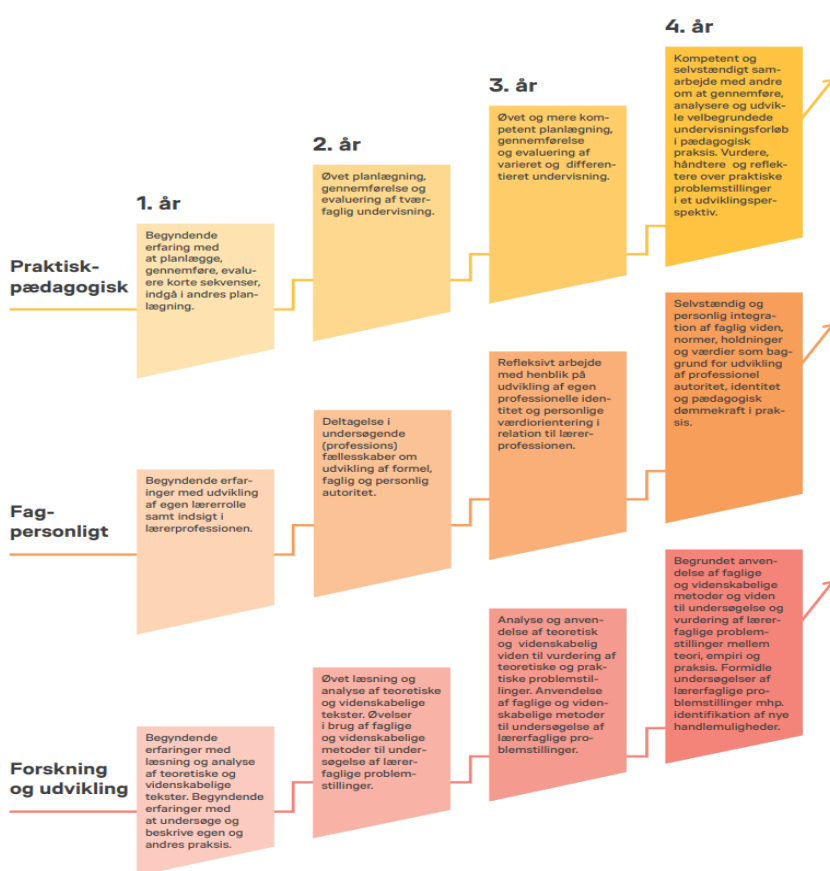 4. år
Kompetent og
selvstændigt sam-
arbejde med andre
om at gennemføre,
analysere og udvik-
le velbegrundede
undervisningsforløb
i pædagogisk
praksis. Vurdere,
håndtere og reflek-
tere over praktiske
problemstillinger
i et udviklingsper-
spektiv.
3. år
Øvet og mere kom-
petent planlægning,
gennemførelse
og evaluering af
varieret og differen-
tieret undervisning.
2. år
Øvet planlægning,
gennemførelse og
evaluering af tvær-
faglig undervisning.
1. år
Begyndende
erfaring med
at planlægge,
gennemføre, evalu-
ere korte sekvenser,
indgå i andres plan-
lægning.
Praktisk-
pædagogisk
Selvstændig og
personlig integra-
tion af faglig viden,
normer, holdninger
og værdier som bag-
grund for udvikling
af professionel
autoritet, identitet
og pædagogisk
dømmekraft i prak-
sis.
Refleksivt arbejde
med henblik på
udvikling af egen
professionelle iden-
titet og personlige
værdiorientering i
relation til lærer-
professionen.
Deltagelse i
undersøgende
(professions)
fællesskaber om
udvikling af formel,
faglig og personlig
autoritet.
Begyndende erfar-
inger med udvikling
af egen lærerrolle
samt indsigt i
lærerprofessionen.
Fag-
personligt
Begrundet anven-
delse af faglige
og videnskabelige
metoder og viden
til undersøgelse og
vurdering af lærer-
faglige problem-
stillinger mellem
teori, empiri og
praksis. Formidle
undersøgelser af
lærerfaglige pro-
blemstillinger mhp.
identifikation af nye
handlemuligheder.
Analyse og anven-
delse af teoretisk
og videnskabelig
viden til vurdering af
teoretiske og prak-
tiske problemstil-
linger. Anvendelse
af faglige og viden-
skabelige metoder
til undersøgelse af
lærerfaglige pro-
blemstillinger.
Øvet læsning og
analyse af teoretiske
og videnskabelige
tekster. Øvelser
i brug af faglige
og videnskabelige
metoder til under-
søgelse af lærer-
faglige problem-
stillinger.
Begyndende
erfaringer med
læsning og analyse
af teoretiske og
videnskabelige
tekster. Begyndende
erfaringer med
at undersøge og
beskrive egen og
andres praksis.
Forskning
og udvikling